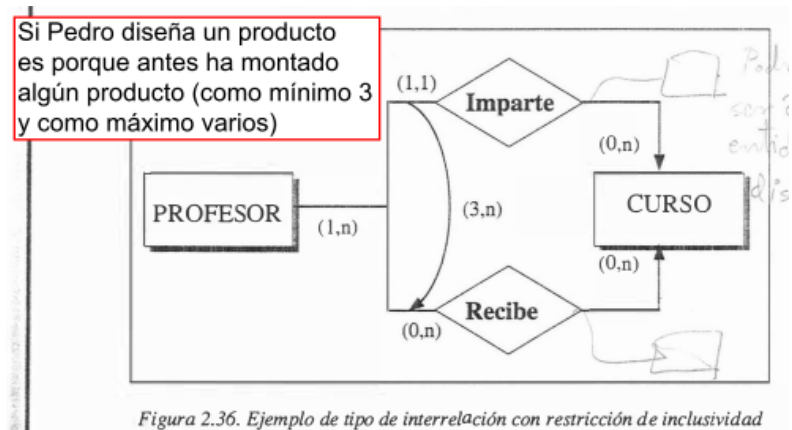 Si Pedro diseña un producto
es porque antes ha montado
algún producto (como mínimo 3
y como máximo varios)
(1,1)
Imparte
(0,n)
PROFESOR
(1,n)
(3,n)
CURSO
(0,n)
Recibe
(0,n)
Figura 2.36. Ejemplo de tipo de interrelación con restricción de inclusividad